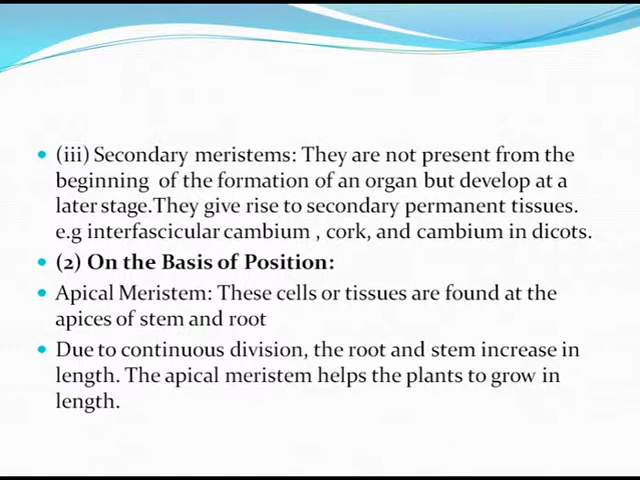 (iii) Secondary meristems: They are not present from the
beginning of the formation of an organ but develop at a
later stage.They give rise to secondary permanent tissues.
e.g interfascicular cambium , cork, and cambium in dicots.
(2) On the Basis of Position:
Apical Meristem: These cells or tissues are found at the
apices of stem and root
Due to continuous division, the root and stem increase in
length. The apical meristem helps the plants to grow in
length.